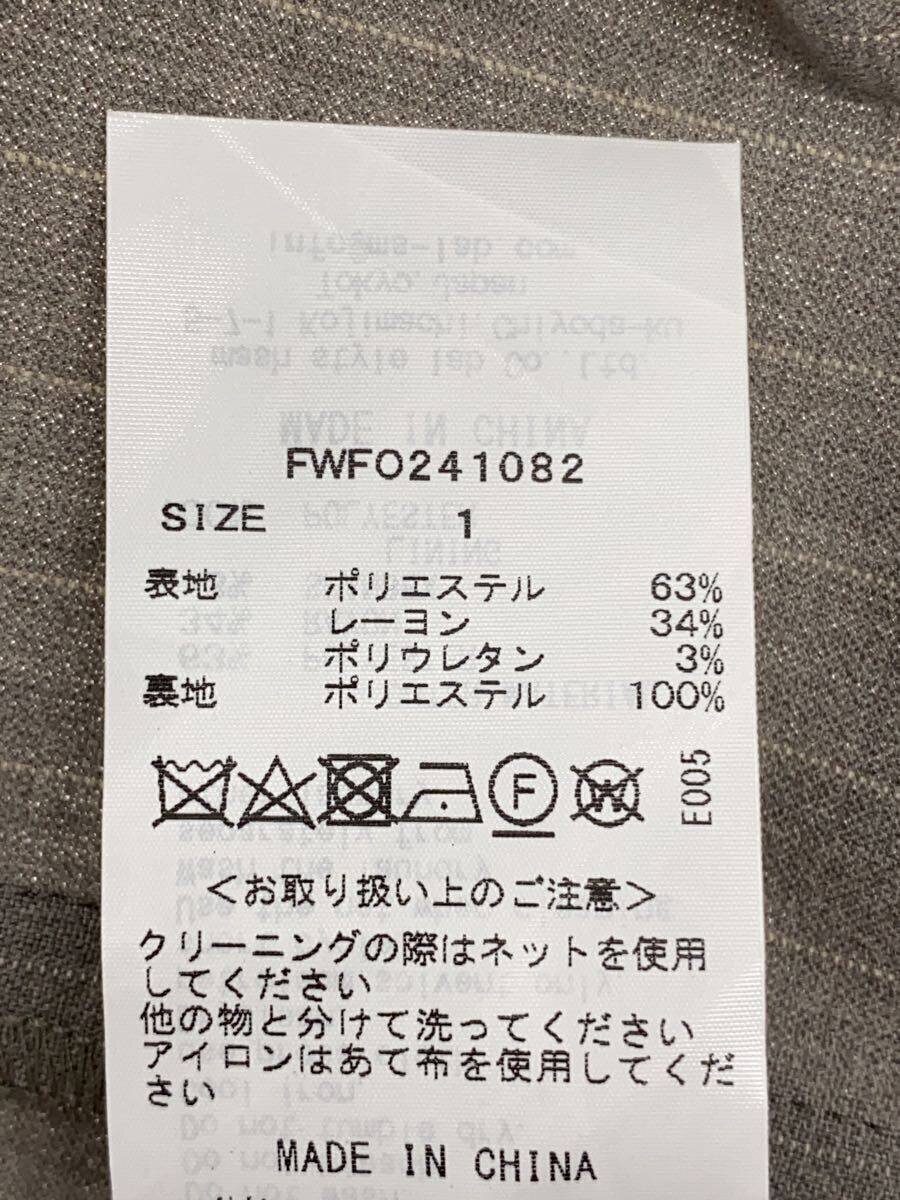 FWFO241082
SIZE 1
表地 ポリエステル 63%
レーヨン 34%
ポリウレタン 3%
裏地 ポリエステル 100%
F W E005
<お取り扱い上のご注意>
クリーニングの際はネットを使用
してください
他の物と分けて洗ってください
アイロンはあて布を使用してくだ
さい
MADE IN CHINA